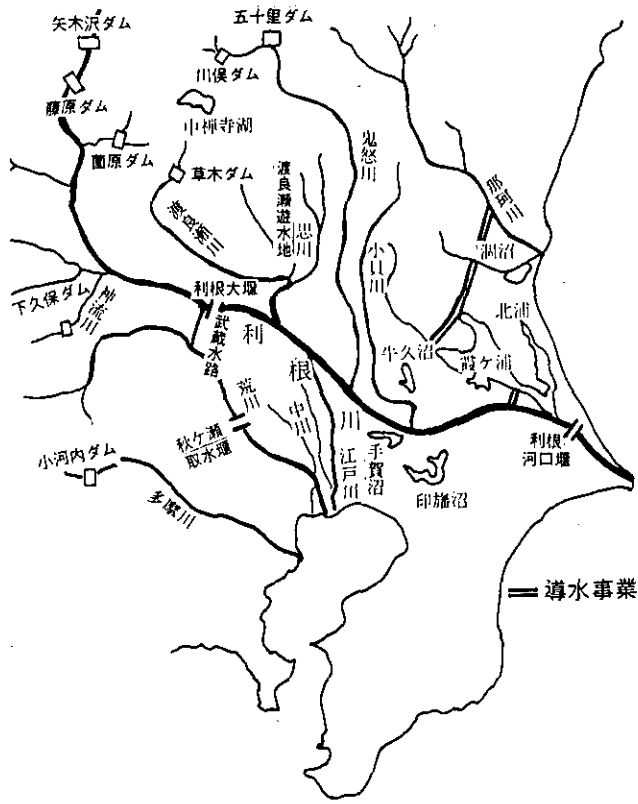 矢木沢ダム
五十里ダム
川俣ダム
藤原ダム
中禅寺湖
薗原ダム
草木ダム
鬼怒川
渡良瀬遊水地
思川
渡良瀬川
那珂川
小貝川
涸沼
下久保ダム
神流川
利根大堰
武蔵水路
利根川
北浦
牛久沼
霞ケ浦
荒川
中川
秋ケ瀬
取水堰
江戸川
手賀沼
利根
河口堰
小河内ダム
印旛沼
多摩川
導水事業